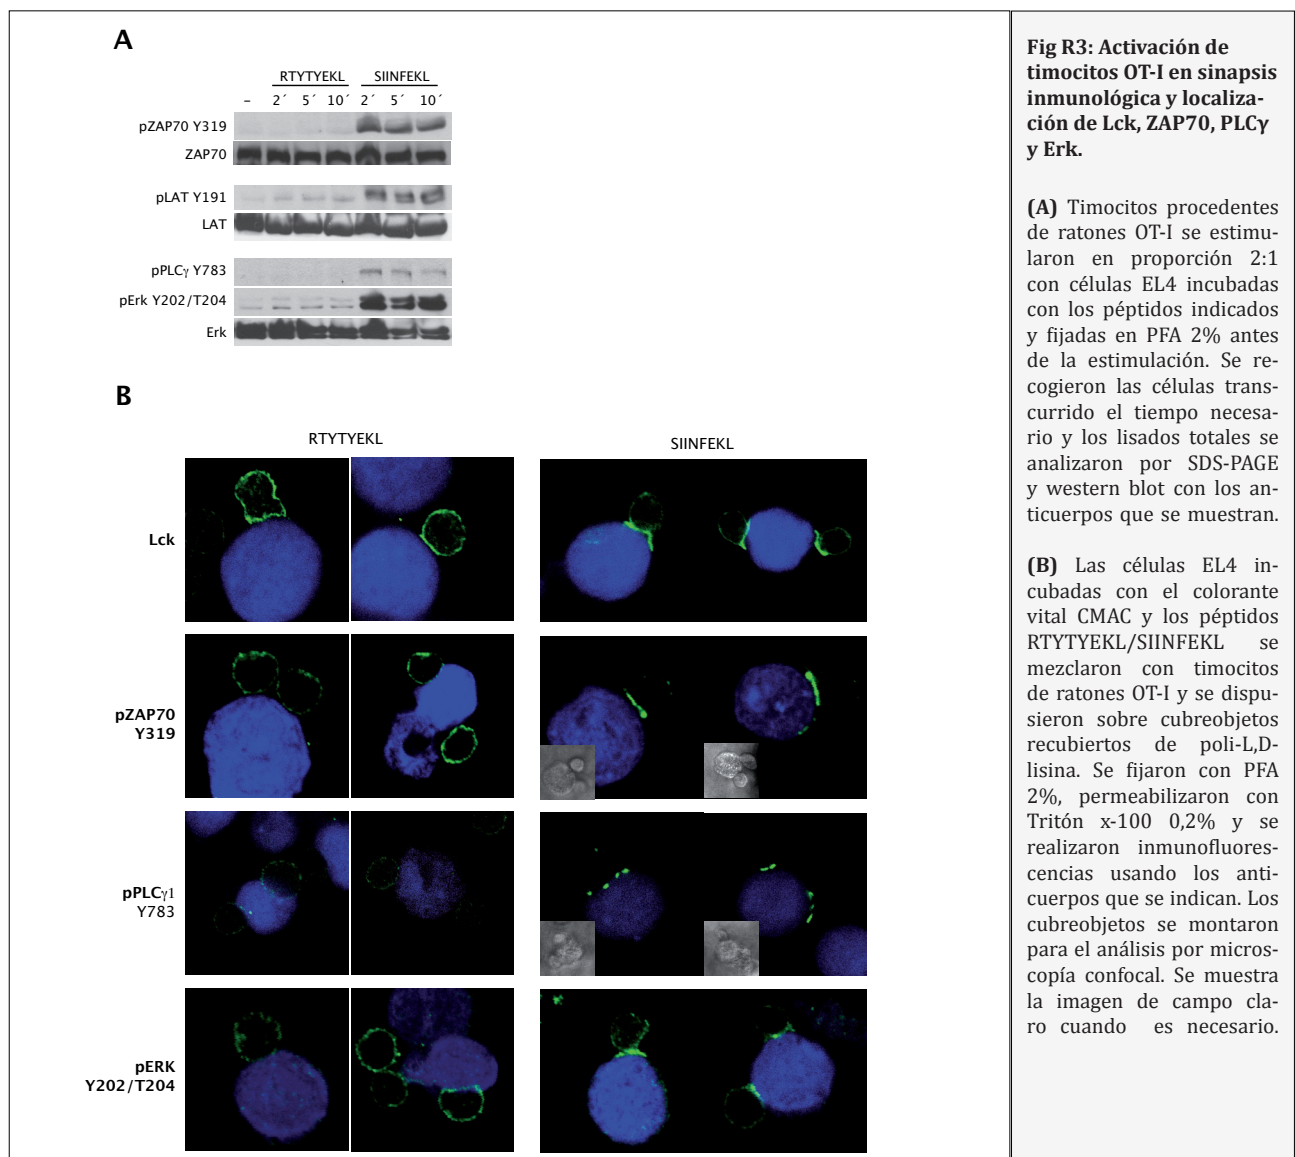 A
RTYTYEKL SIINFEKL
– 2´ 5´ 10´ 2´ 5´ 10´
pZAP70 Y319
ZAP70
pLAT Y191
LAT
pPLCγ Y783
pErk Y202/T204
Erk
B
RTYTYEKL SIINFEKL
Lck
pZAP70
Y319
pPLCγ1
Y783
pERK
Y202/T204
Fig R3: Activación de
timocitos OT-I en sinapsis
inmunológica y localiza-
ción de Lck, ZAP70, PLCγ
y Erk.
(A) Timocitos procedentes
de ratones OT-I se estimu-
laron en proporción 2:1
con células EL4 incubadas
con los péptidos indicados
y fijadas en PFA 2% antes
de la estimulación. Se re-
cogieron las células trans-
currido el tiempo necesa-
rio y los lisados totales se
analizaron por SDS-PAGE
y western blot con los an-
ticuerpos que se muestran.
(B) Las células EL4 in-
cubadas con el colorante
vital CMAC y los péptidos
RTYTYEKL/SIINFEKL se
mezclaron con timocitos
de ratones OT-I y se dispu-
sieron sobre cubreobjetos
recubiertos de poli-L,D-
lisina. Se fijaron con PFA
2%, permeabilizaron con
Tritón x-100 0,2% y se
realizaron inmunofluores-
cencias usando los anti-
cuerpos que se indican. Los
cubreobjetos se montaron
para el análisis por micros-
copía confocal. Se muestra
la imagen de campo cla-
ro cuando es necesario.